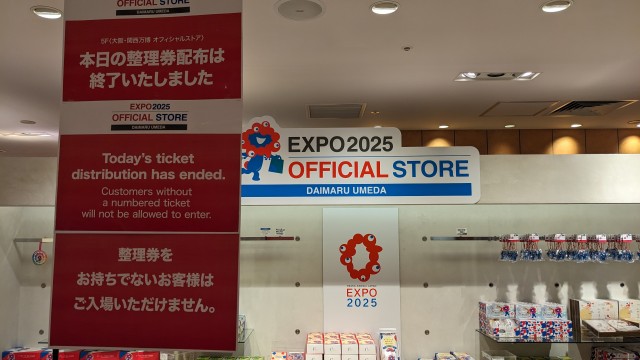 OFFICIAL STORE
DAIMARU UMEDA
5F(大阪・関西万博 オフィシャルストア)
本日の整理券配布は
終了いたしました
EXPO2025
OFFICIAL STORE
DAIMARU UMEDA
Today's ticket
distribution has ended.
Customers without
a numbered ticket
will not be allowed to enter.
整理券を
お持ちでないお客様は
ご入場いただけません。
EXPO2025
OFFICIAL STORE
DAIMARU UMEDA
EXPO
2025